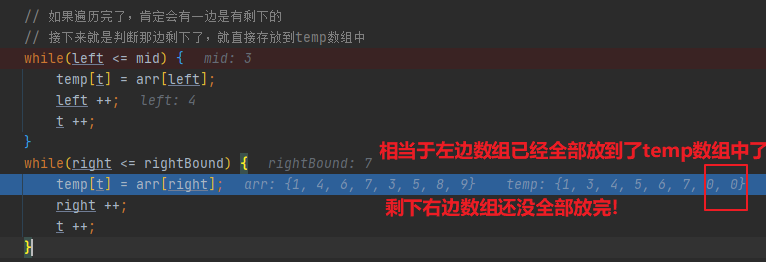 // 如果遍历完了，肯定会有一边是有剩下的
// 接下来就是判断那边剩下了，就直接存放到temp数组中
while(left <= mid) {   mid: 3
    temp[t] = arr[left];
    left ++;   left: 4
    t ++;
}
while(right <= rightBound) {   rightBound: 7
相当于左边数组已经全部放到了temp数组中了
    temp[t] = arr[right];   arr: {1, 4, 6, 7, 3, 5, 8, 9}   temp: {1, 3, 4, 5, 6, 7, 0, 0}
    right ++;
剩下右边数组还没全部放完!
    t ++;
}